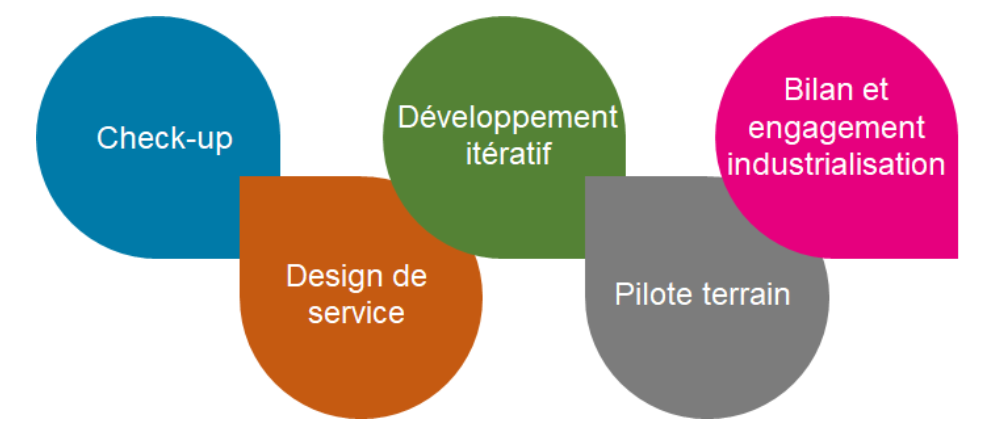 Check-up
Design de
service
Développement
itératif
Pilote terrain
Bilan et
engagement
industrialisation